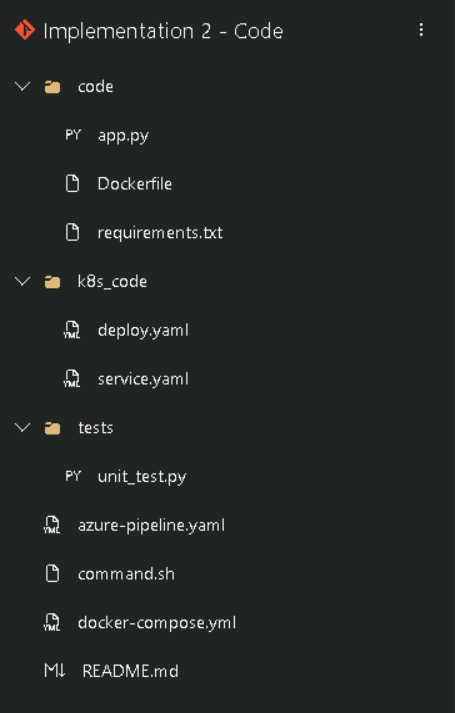 Implementation 2 - Code
code
PY app.py
Dockerfile
requirements.txt
k8s_code
YML deploy.yaml
YML service.yaml
tests
PY unit_test.py
YML azure-pipeline.yaml
command.sh
YML docker-compose.yml
M↓ README.md